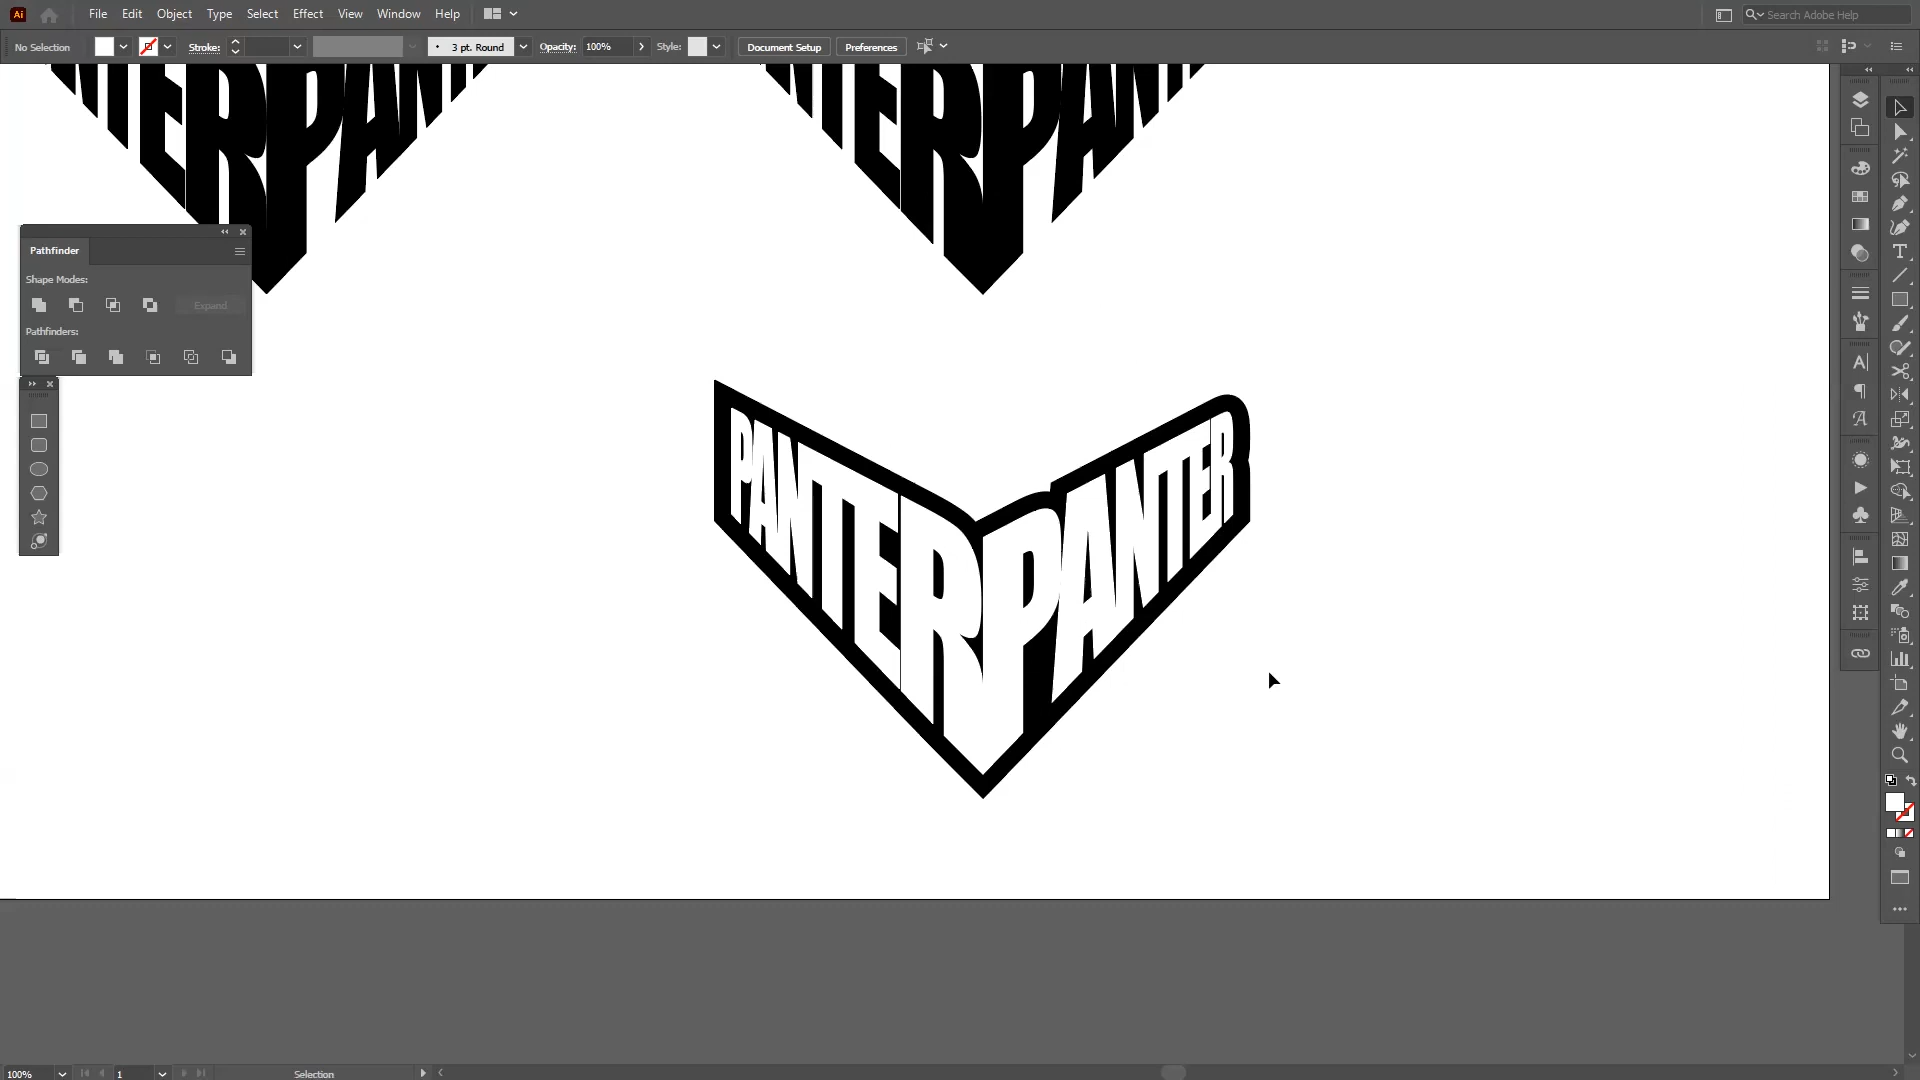 Ai File Edit Object Type Select Effect View Window Help Search Adobe Help
No Selection Stroke: 3 pt. Round Opacity: 100% Style: Document Setup Preferences
PANTERPANTER
Pathfinder
Shape Modes:
Expand
Pathfinders:
100% 1 Selection